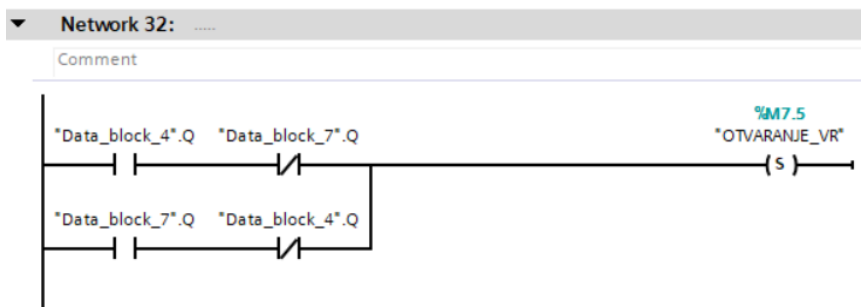 Network 32: .....
Comment
%M7.5
"Data_block_4".Q "Data_block_7".Q "OTVARANJE_VR"
S
"Data_block_7".Q "Data_block_4".Q